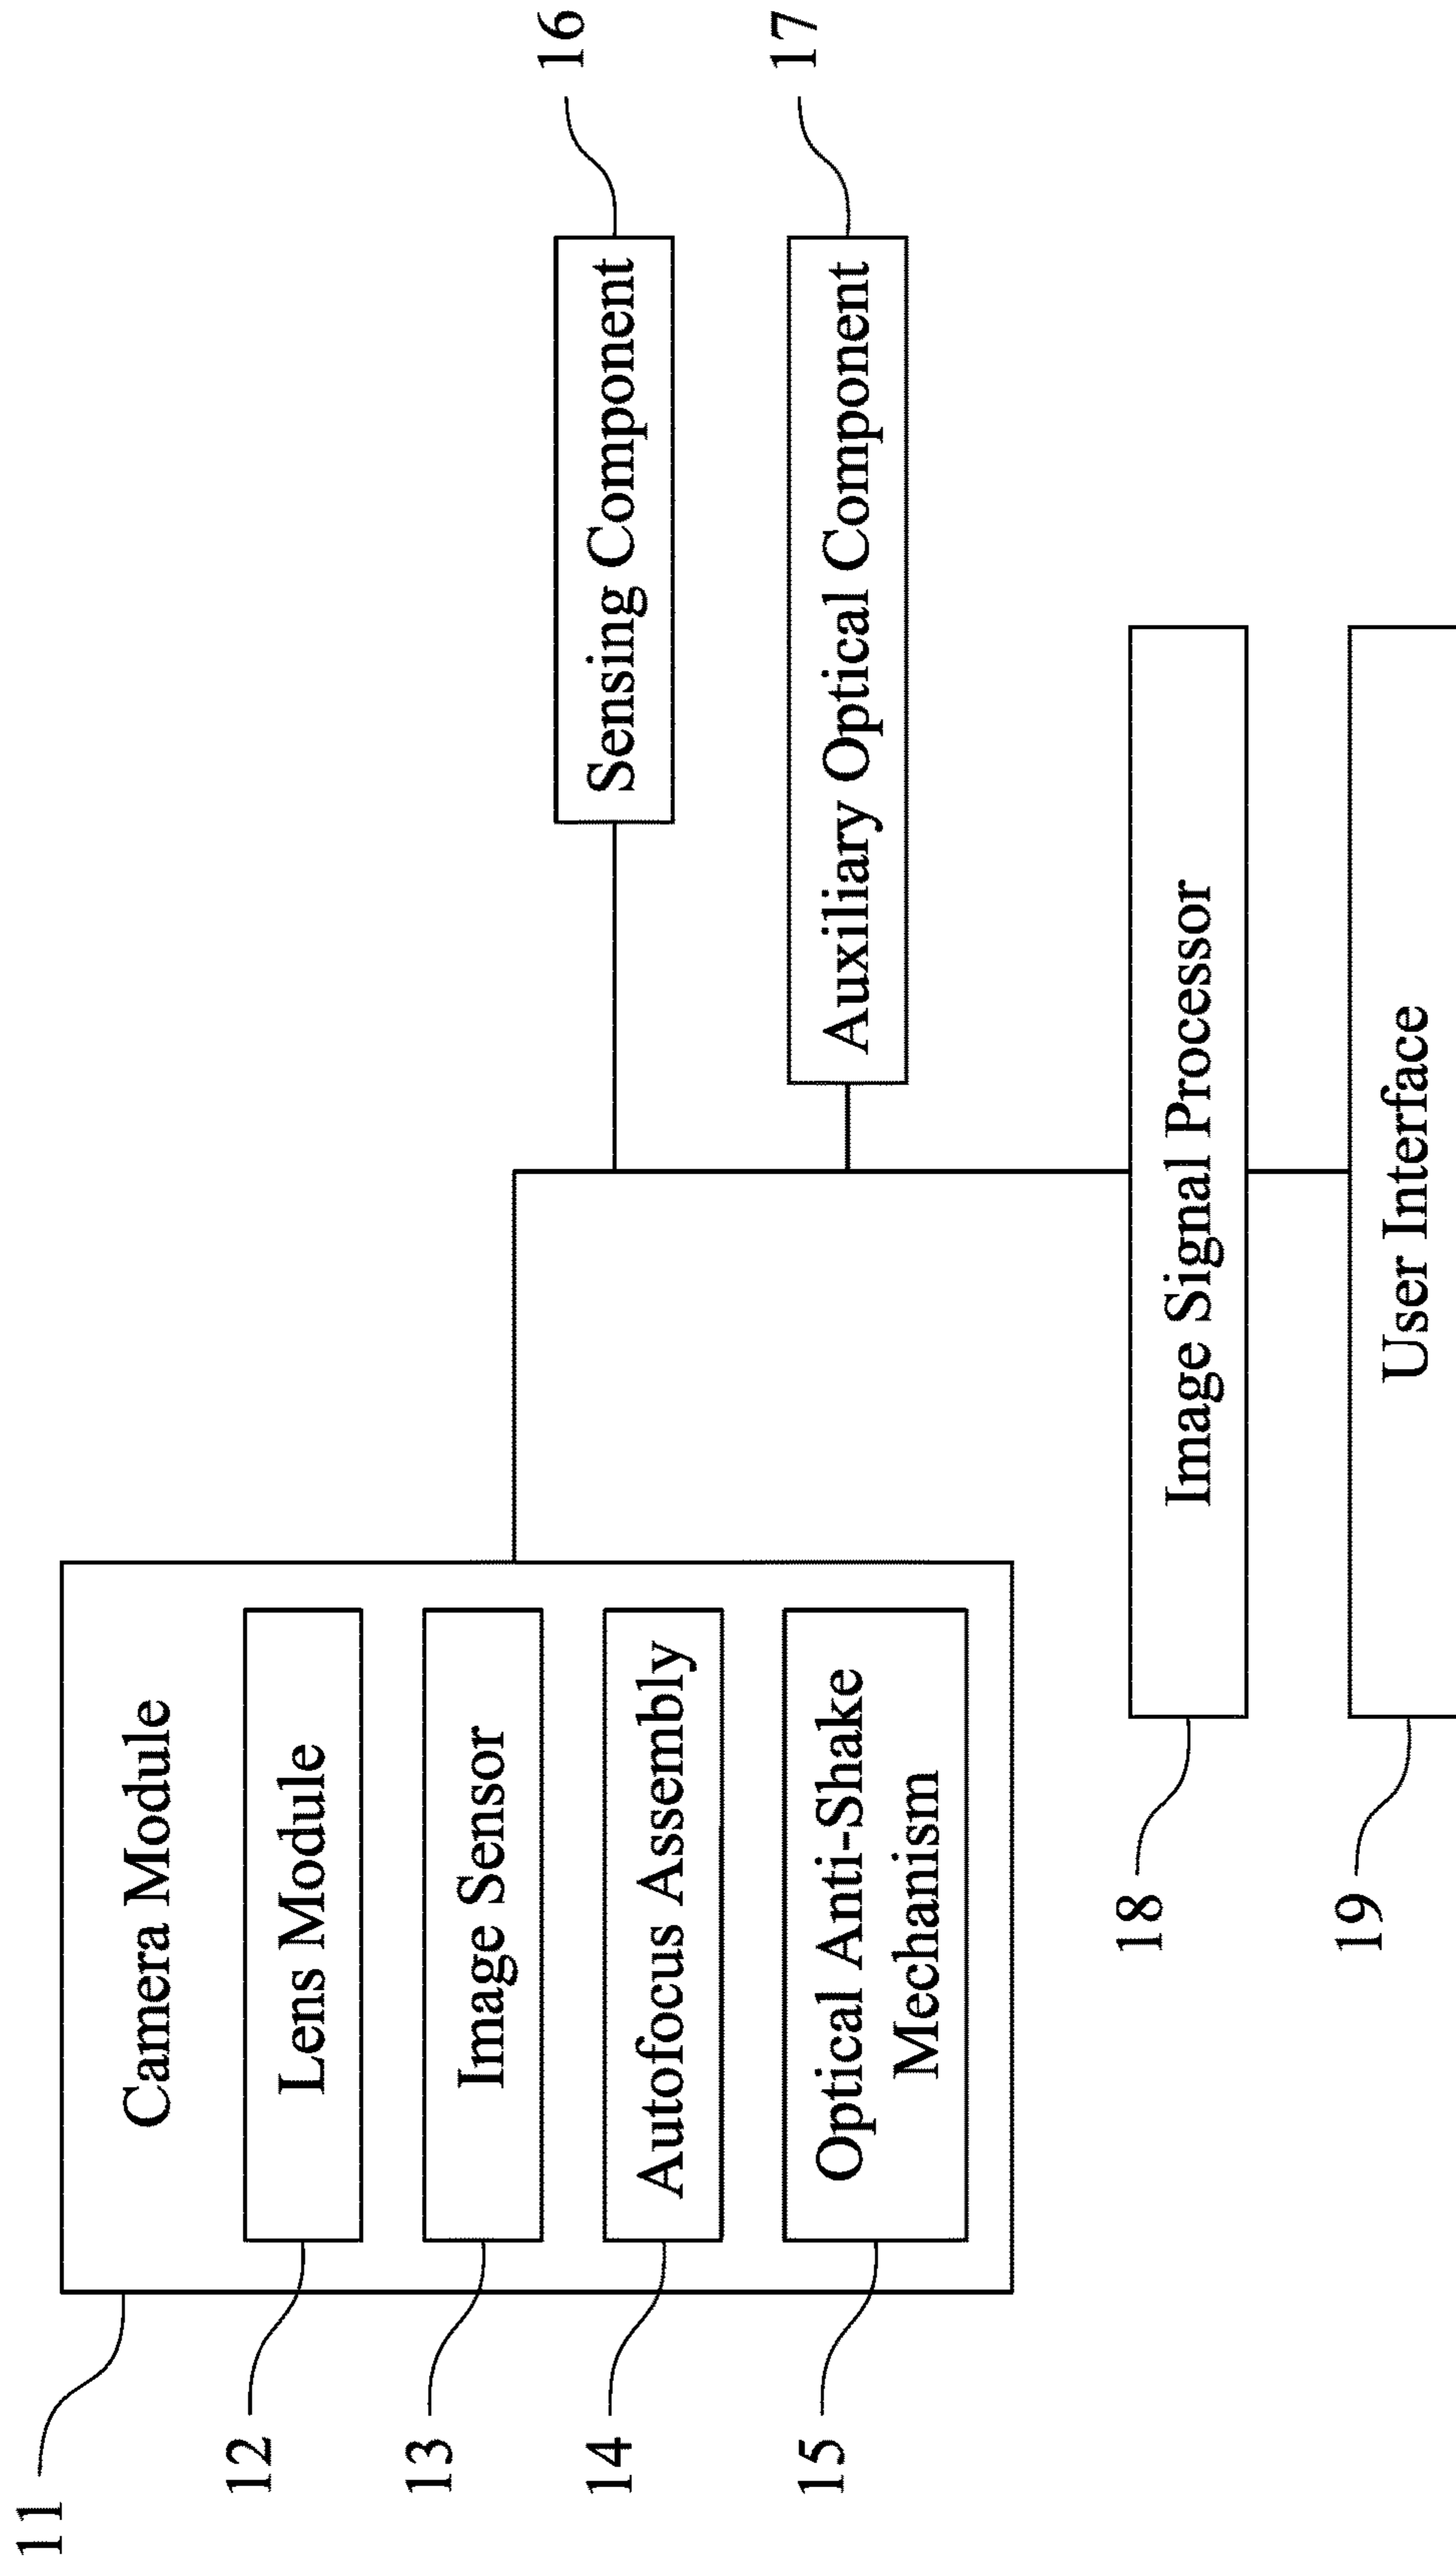 11
Camera Module
12
Lens Module
13
Image Sensor
14
Autofocus Assembly
15
Optical Anti-Shake
Mechanism
Sensing Component
16
Auxiliary Optical Component
17
18
Image Signal Processor
19
User Interface